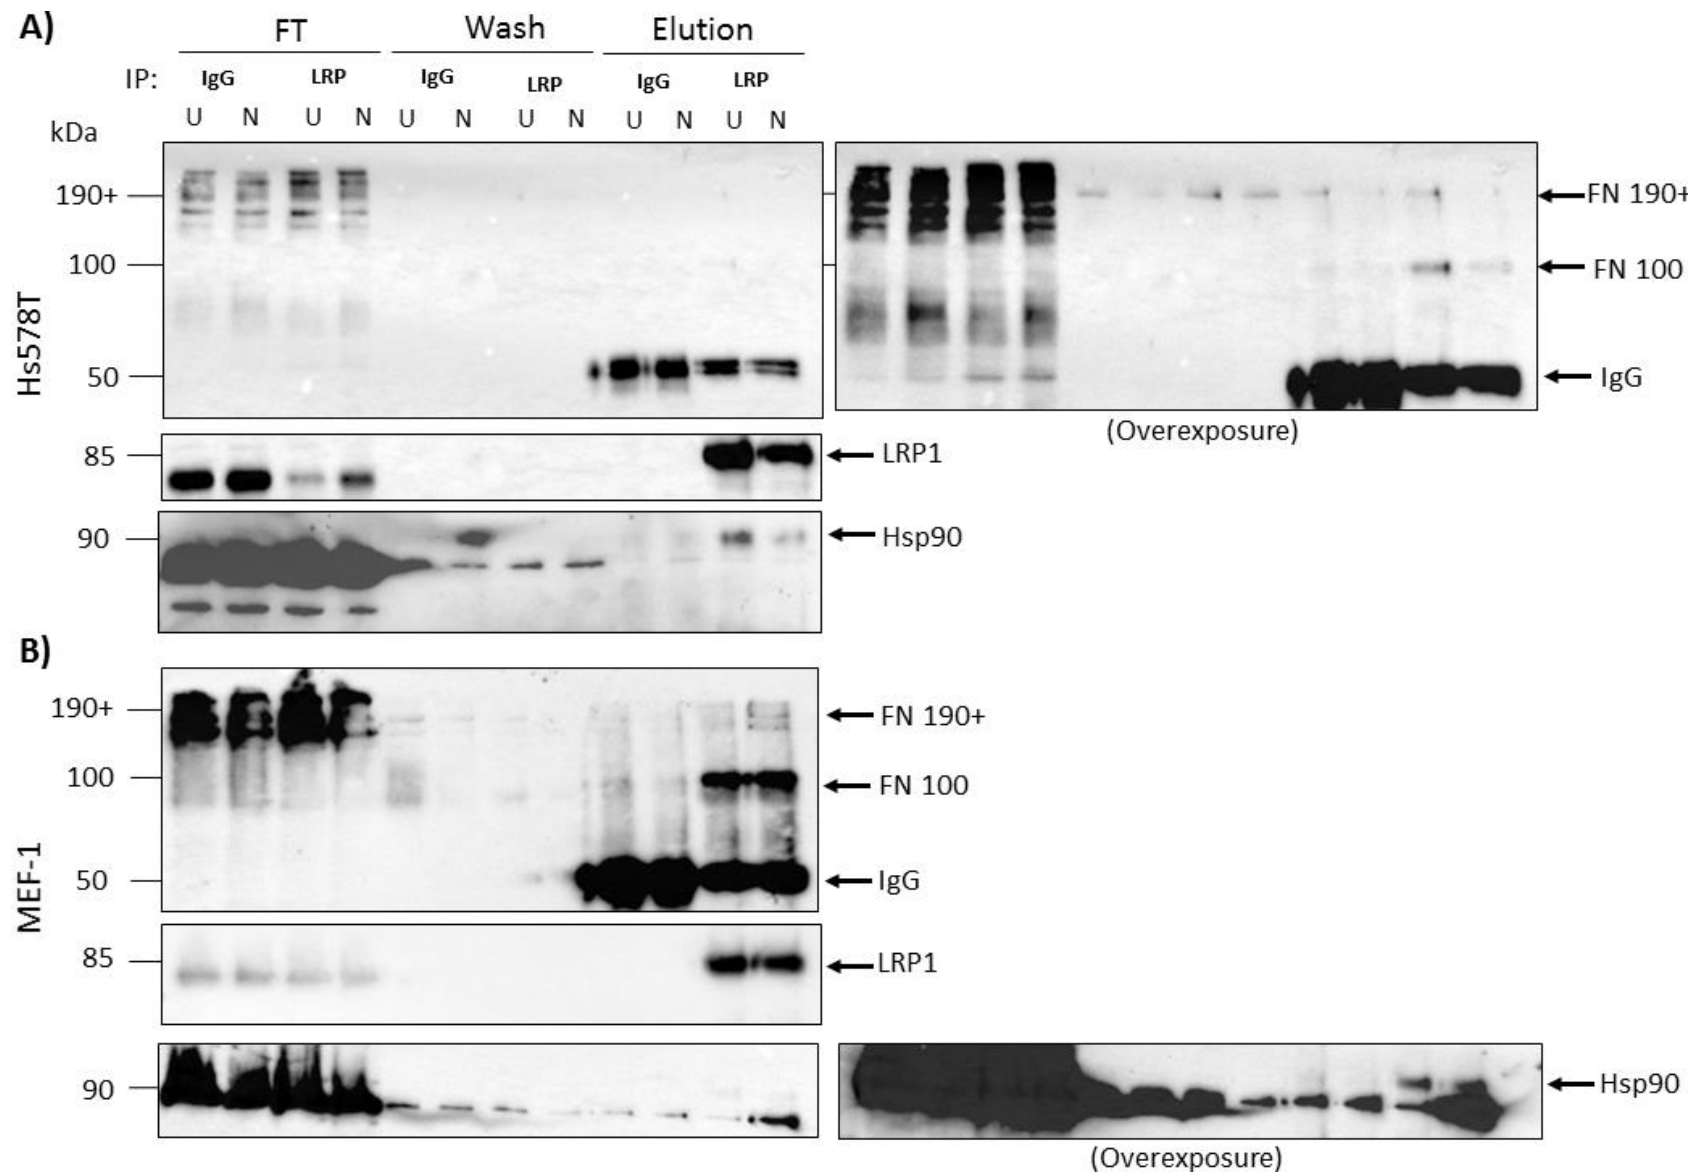 A)
FT Wash Elution
IP: IgG LRP IgG LRP IgG LRP
U N U N U N U N U N U N
kDa
190+
100
50
Hs578T
FN 190+
FN 100
IgG
(Overexposure)
85
LRP1
90
Hsp90
B)
190+
100
50
MEF-1
FN 190+
FN 100
IgG
85
LRP1
90
Hsp90
(Overexposure)